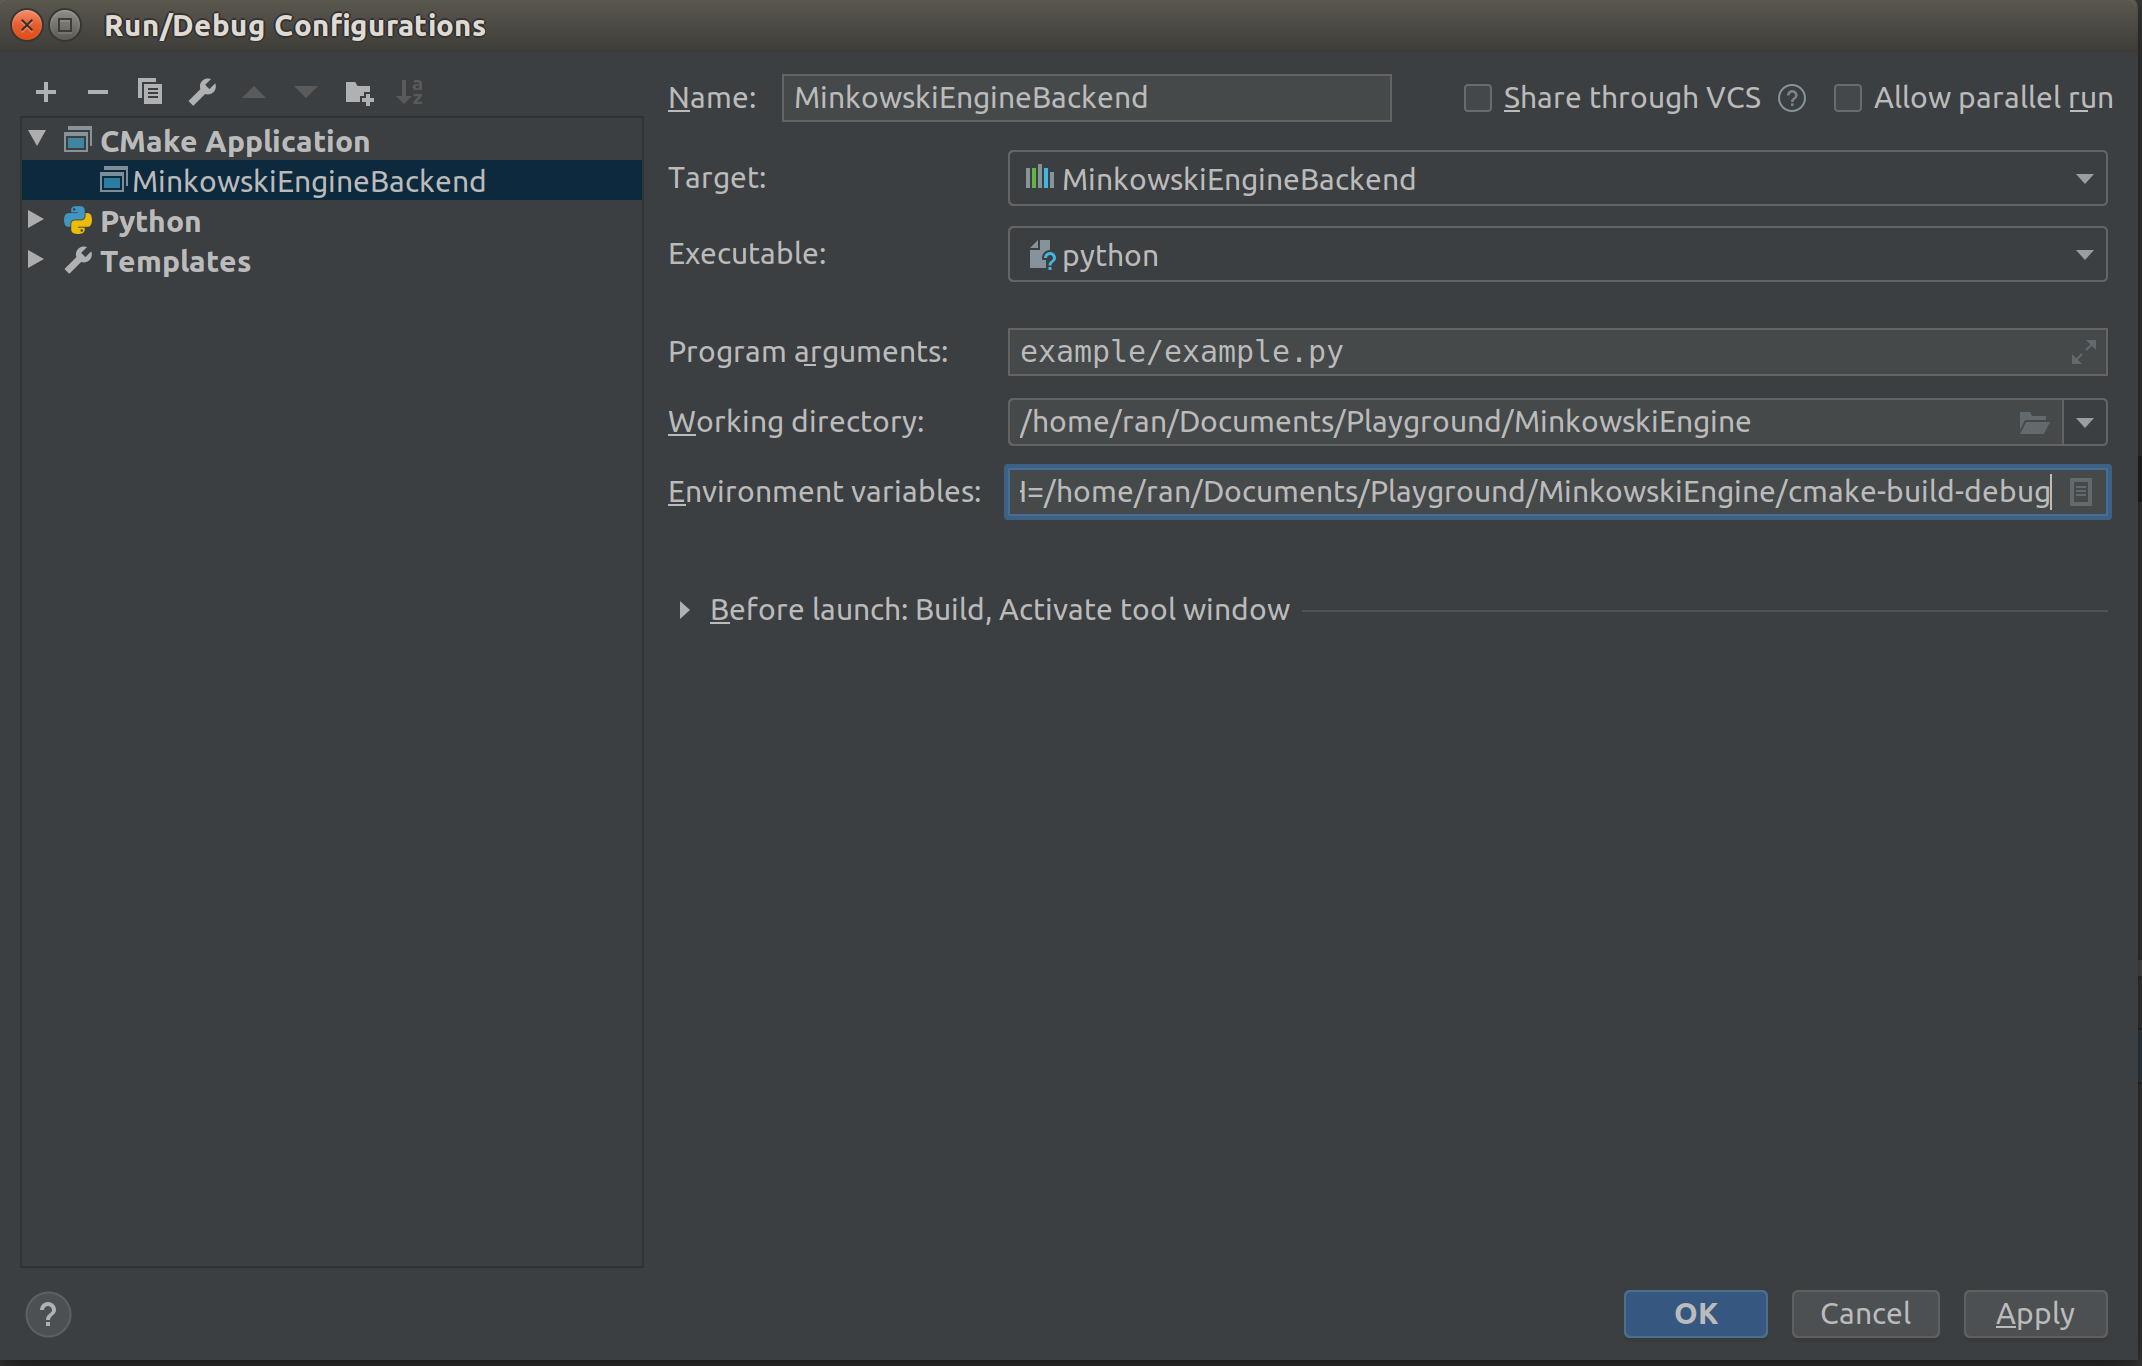 Run/Debug Configurations
Name: MinkowskiEngineBackend Share through VCS ? Allow parallel run
CMake Application
MinkowskiEngineBackend
Python
Templates
Target: MinkowskiEngineBackend
Executable: python
Program arguments: example/example.py
Working directory: /home/ran/Documents/Playground/MinkowskiEngine
Environment variables: =/home/ran/Documents/Playground/MinkowskiEngine/cmake-build-debug
Before launch: Build, Activate tool window
? OK Cancel Apply